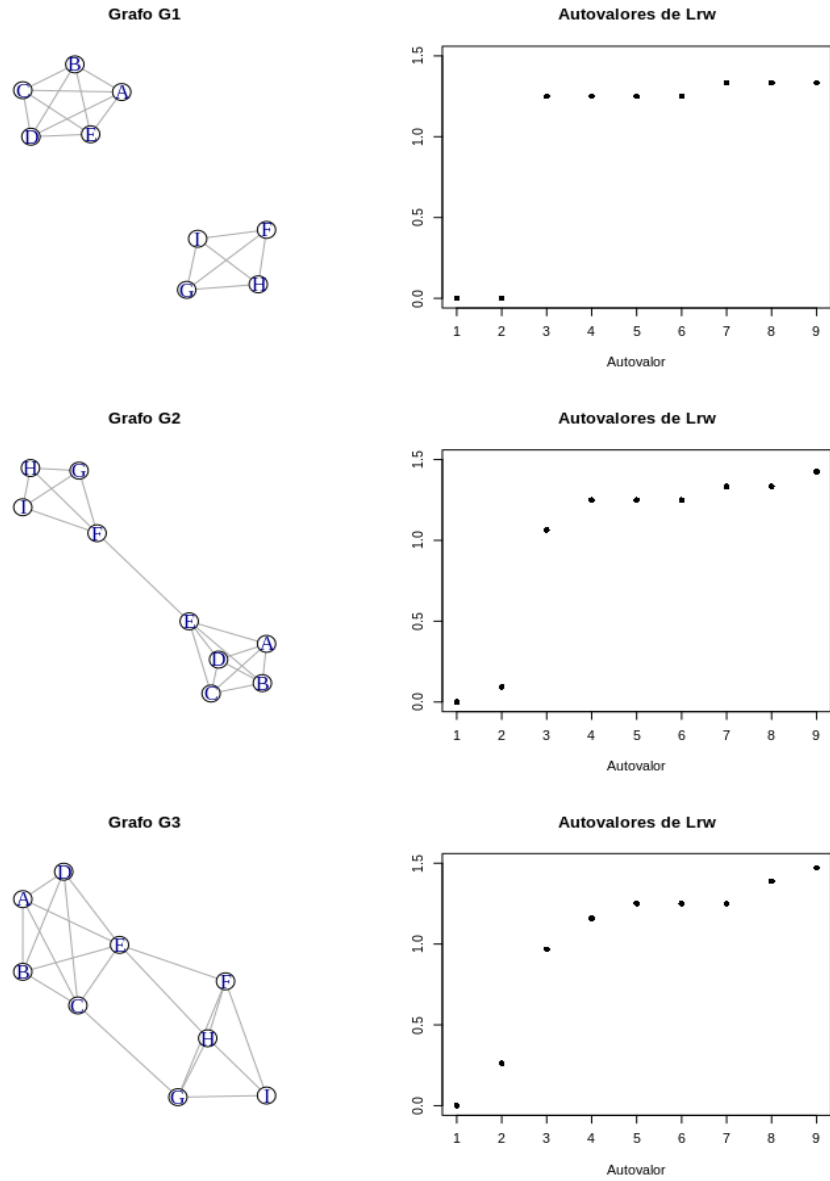 Grafo G1
Autovalores de Lrw
B
C
A
D
E
I
F
G
H
1.5
1.0
0.5
0.0
1 2 3 4 5 6 7 8 9
Autovalor
Grafo G2
Autovalores de Lrw
H
G
I
F
E
A
D
B
C
1.5
1.0
0.5
0.0
1 2 3 4 5 6 7 8 9
Autovalor
Grafo G3
Autovalores de Lrw
D
A
E
B
F
C
H
G
I
1.5
1.0
0.5
0.0
1 2 3 4 5 6 7 8 9
Autovalor